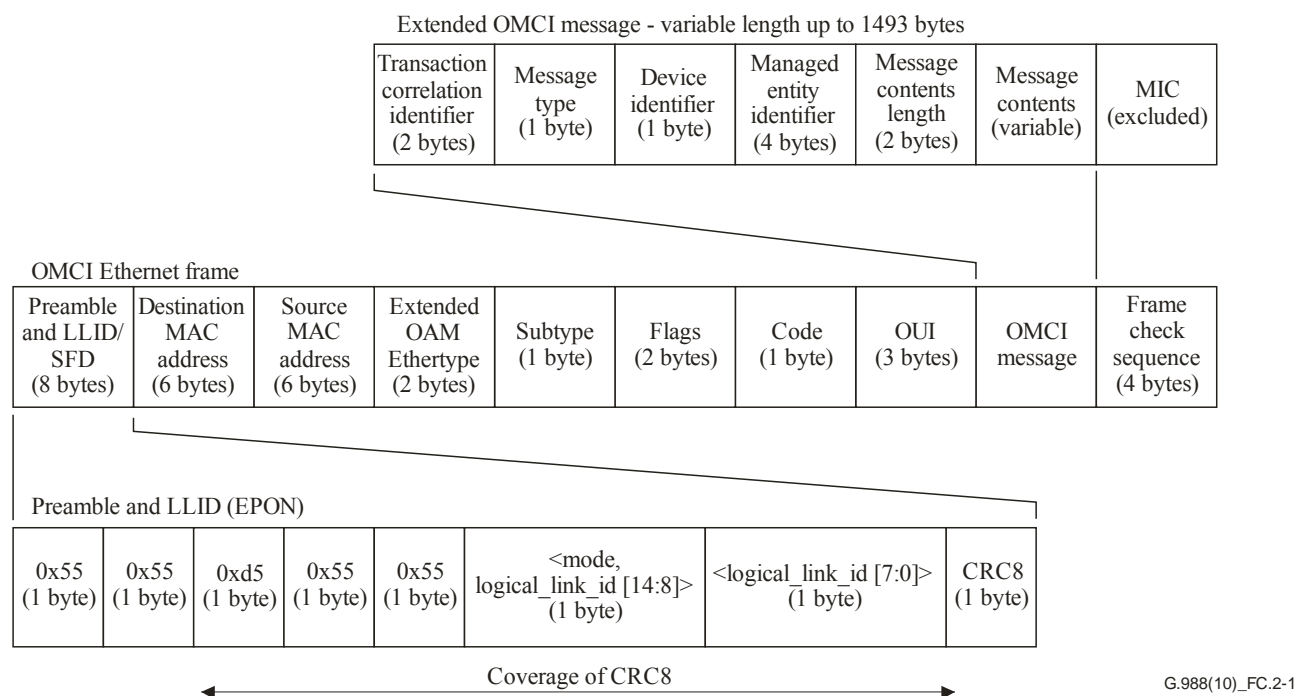 Extended OMCI message - variable length up to 1493 bytes
Transaction
correlation
identifier
(2 bytes)
Message
type
(1 byte)
Device
identifier
(1 byte)
Managed
entity
identifier
(4 bytes)
Message
contents
length
(2 bytes)
Message
contents
(variable)
MIC
(excluded)
OMCI Ethernet frame
Preamble
and LLID/
SFD
(8 bytes)
Destination
MAC
address
(6 bytes)
Source
MAC
address
(6 bytes)
Extended
OAM
Ethertype
(2 bytes)
Subtype
(1 byte)
Flags
(2 bytes)
Code
(1 byte)
OUI
(3 bytes)
OMCI
message
Frame
check
sequence
(4 bytes)
Preamble and LLID (EPON)
0x55
(1 byte)
0x55
(1 byte)
0xd5
(1 byte)
0x55
(1 byte)
0x55
(1 byte)
<mode,
logical_link_id [14:8]>
(1 byte)
<logical_link_id [7:0]>
(1 byte)
CRC8
(1 byte)
Coverage of CRC8
G.988(10)_FC.2-1